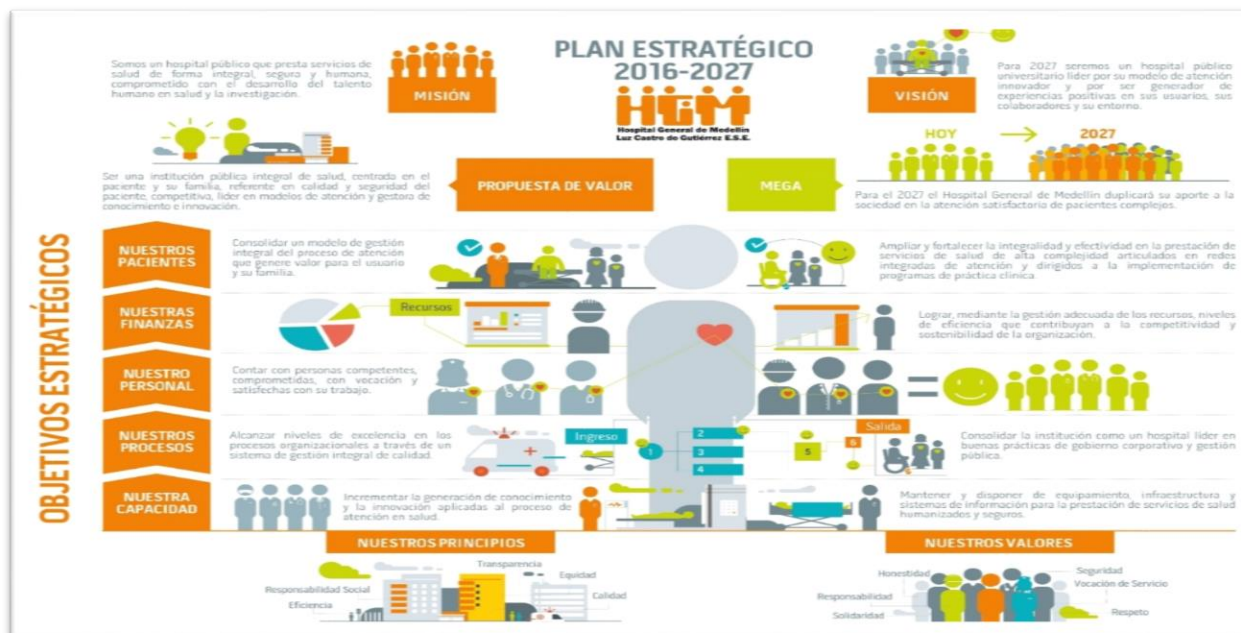 PLAN ESTRATÉGICO
2016-2027
HGM
Hospital General de Medellín
Luz Castro de Gutiérrez E.S.E.
Somos un hospital público que presta servicios de
salud de forma integral, segura y humana,
comprometido con el desarrollo del talento
humano en salud y la investigación.
MISIÓN
VISIÓN
Para 2027 seremos un hospital público
universitario líder por su modelo de atención
innovador y por ser generador de
experiencias positivas en sus usuarios, sus
colaboradores y su entorno.
HOY
2027
Ser una institución pública integral de salud, centrada en el
paciente y su familia, referente en calidad y seguridad del
paciente, competitiva, líder en modelos de atención y gestora de
conocimiento e innovación.
PROPUESTA DE VALOR
MEGA
Para el 2027 el Hospital General de Medellín duplicará su aporte a la
sociedad en la atención satisfactoria de pacientes complejos.
OBJETIVOS ESTRATÉGICOS
NUESTROS
PACIENTES
Consolidar un modelo de gestión
integral del proceso de atención
que genere valor para el usuario
y su familia.
Ampliar y fortalecer la integralidad y efectividad en la prestación de
servicios de salud de alta complejidad articulados en redes
integradas de atención y dirigidos a la implementación de
programas de práctica clínica.
NUESTRAS
FINANZAS
Recursos
Lograr, mediante la gestión adecuada de los recursos, niveles
de eficiencia que contribuyan a la competitividad y
sostenibilidad de la organización.
NUESTRO
PERSONAL
Contar con personas competentes,
comprometidas, con vocación y
satisfechas con su trabajo.
=
NUESTROS
PROCESOS
Alcanzar niveles de excelencia en los
procesos organizacionales a través de un
sistema de gestión integral de calidad.
Ingreso
1
2
3
4
5
6
Salida
Consolidar la institución como un hospital líder en
buenas prácticas de gobierno corporativo y gestión
pública.
NUESTRA
CAPACIDAD
Incrementar la generación de conocimiento
y la innovación aplicadas al proceso de
atención en salud.
Mantener y disponer de equipamiento, infraestructura y
sistemas de información para la prestación de servicios de salud
humanizados y seguros.
NUESTROS PRINCIPIOS
Transparencia
Responsabilidad Social
Equidad
Eficiencia
Calidad
NUESTROS VALORES
Honestidad
Seguridad
Vocación de Servicio
Responsabilidad
Solidaridad
Respeto